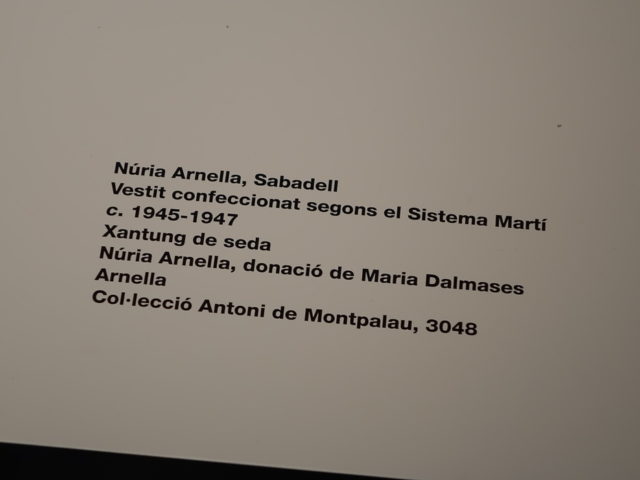 Núria Arnella, Sabadell
Vestit confeccionat segons el Sistema Martí
c. 1945-1947
Xantung de seda
Núria Arnella, donació de Maria Dalmases
Arnella
Col·lecció Antoni de Montpalau, 3048